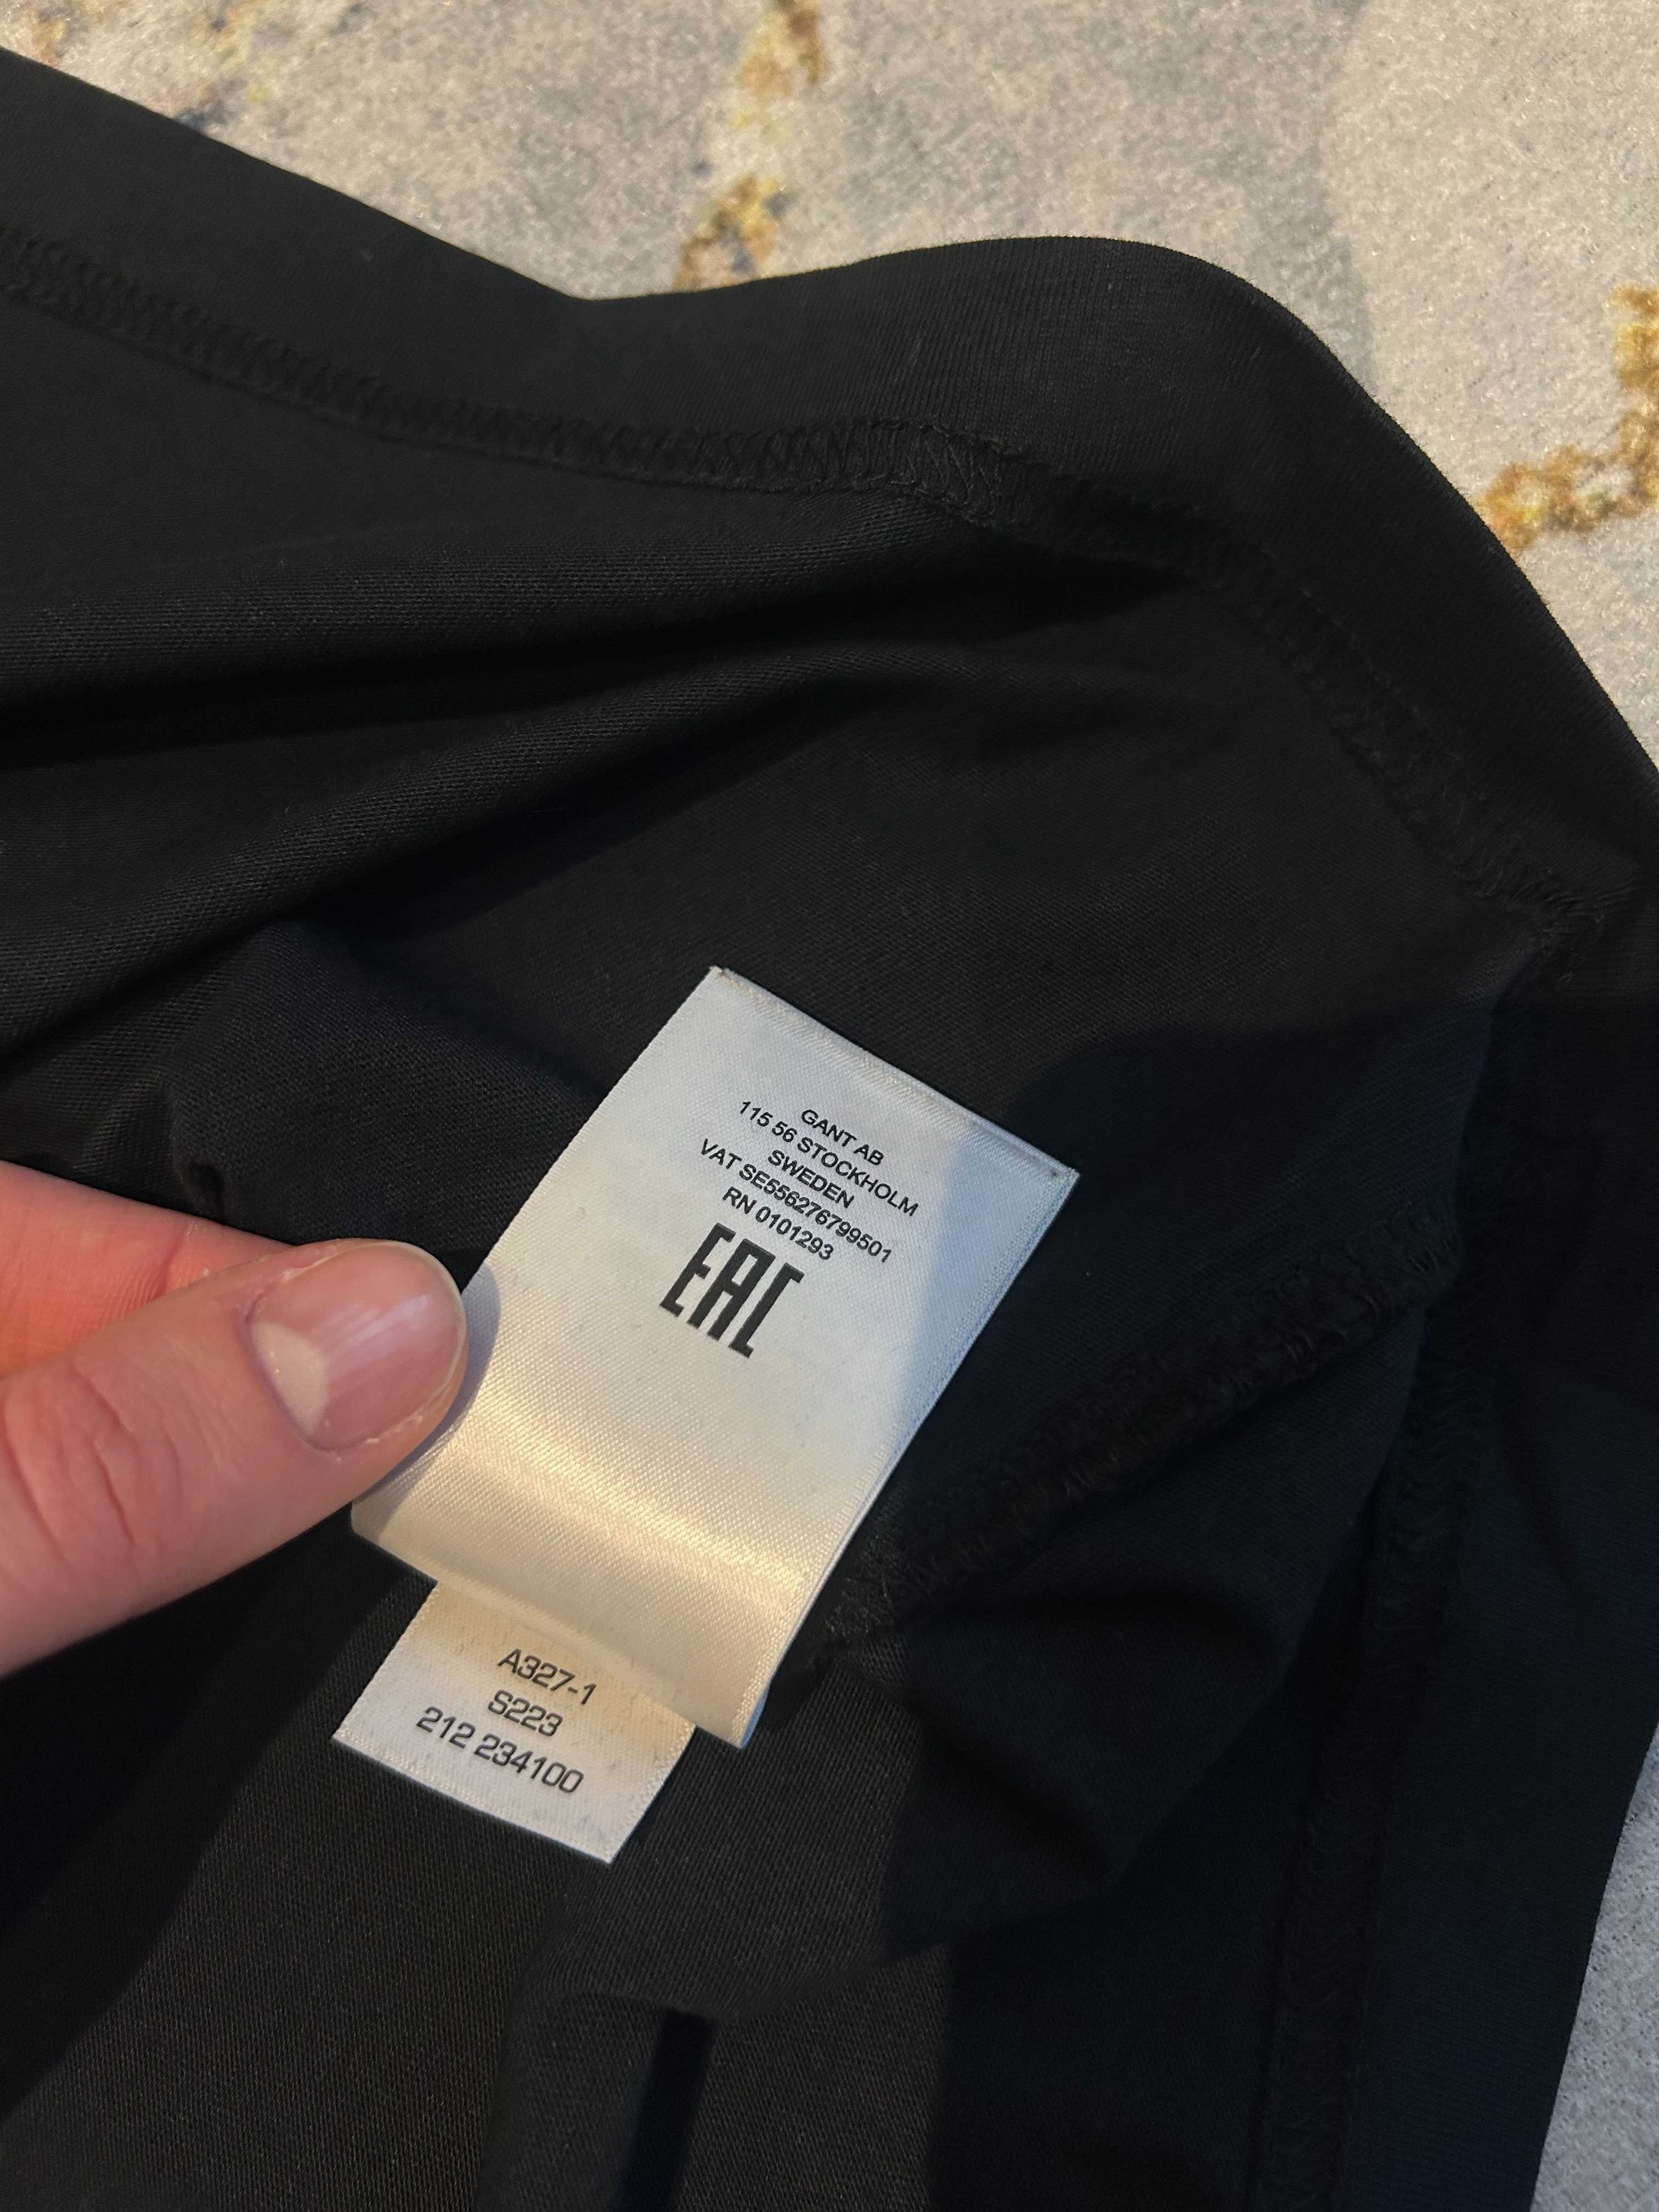 GANT AB
115 56 STOCKHOLM
SWEDEN
VAT SE556276799501
RN 0101293
EAC
A327-1
S223
212 234100